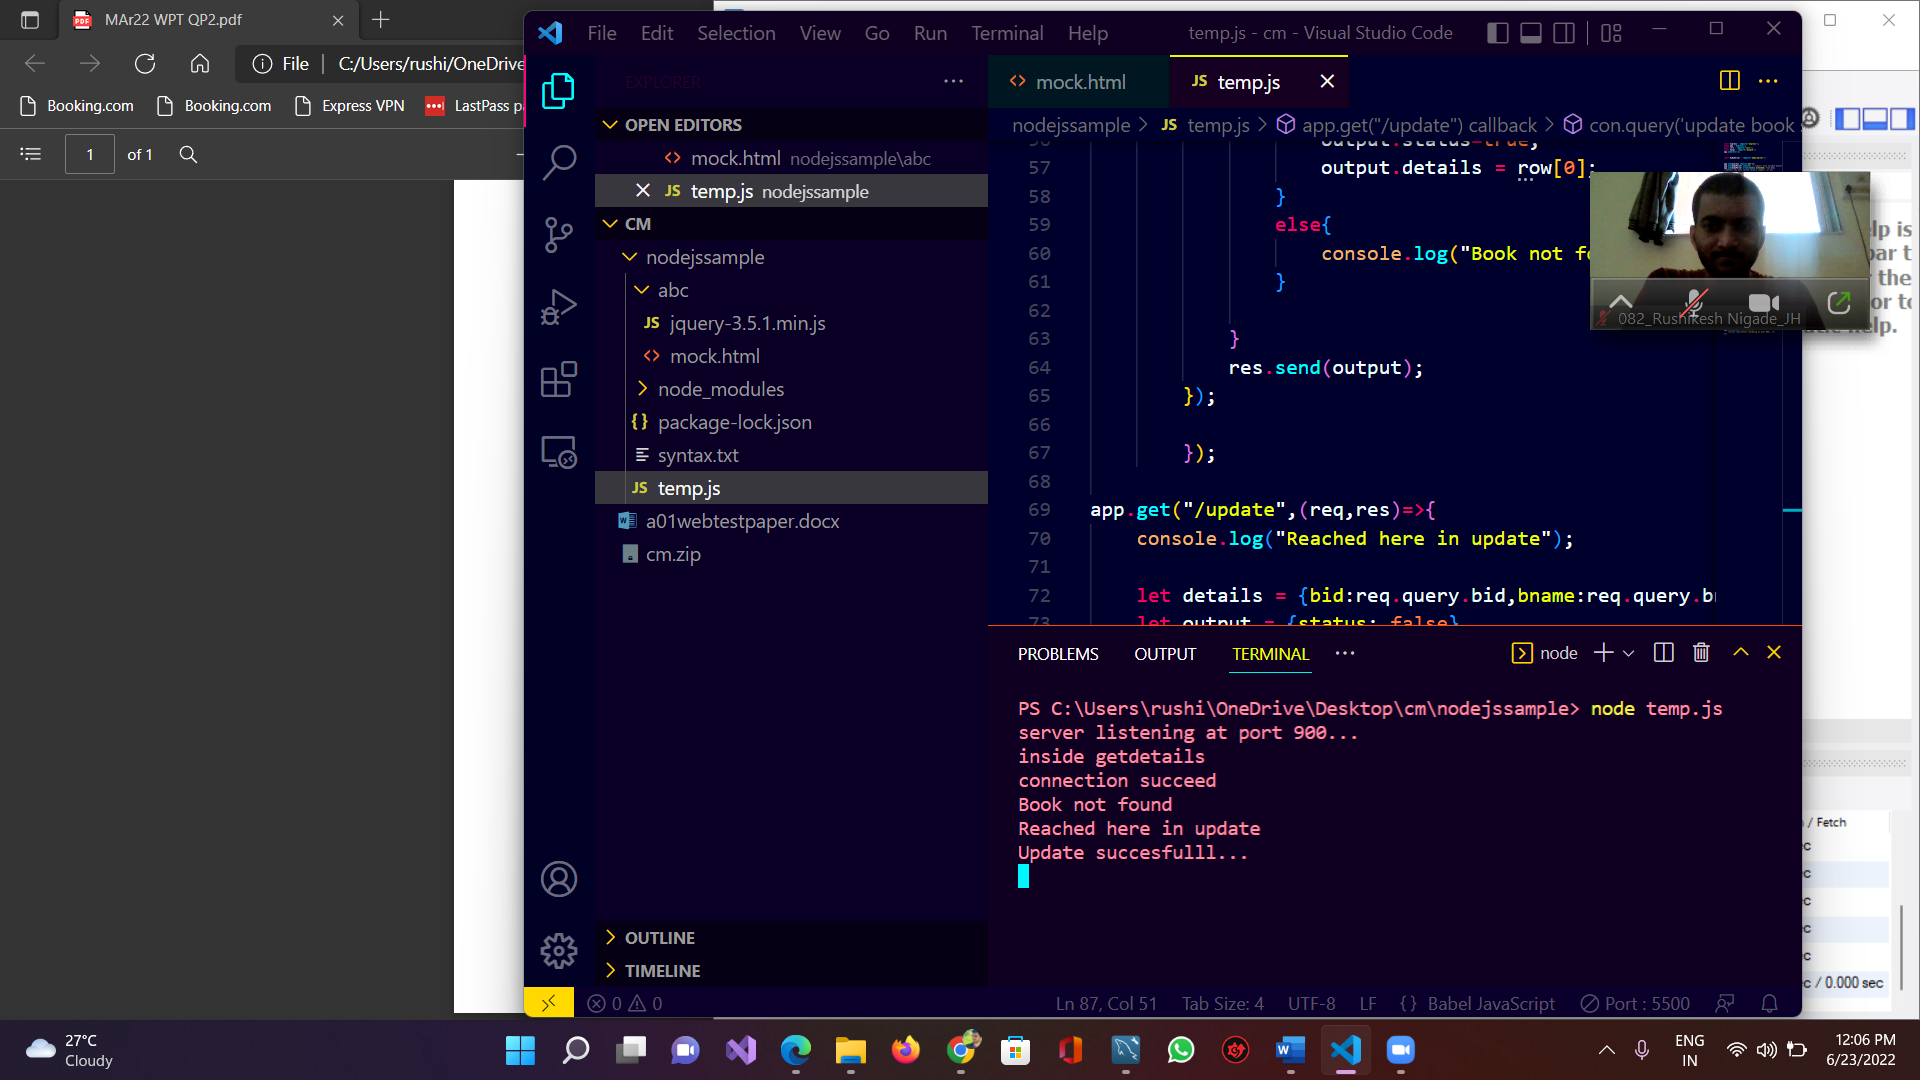 MAr22 WPT QP2.pdf
File
C:/Users/rushi/OneDrive
Booking.com
Booking.com
Express VPN
LastPass
1 of 1
File Edit Selection View Go Run Terminal Help
temp.js - cm - Visual Studio Code
EXPLORER
OPEN EDITORS
mock.html nodejssample\abc
temp.js nodejssample
CM
nodejssample
abc
JS jquery-3.5.1.min.js
<> mock.html
node_modules
{} package-lock.json
syntax.txt
JS temp.js
a01webtestpaper.docx
cm.zip
OUTLINE
TIMELINE
<> mock.html
JS temp.js
nodejssample > JS temp.js > app.get("/update") callback > con.query('update book
output.status=true;
57 output.details = row[0];
58 }
59 else{
60 console.log("Book not
61 }
62
63 }
64 res.send(output);
65 });
66
67 });
68
69 app.get("/update",(req,res)=>{
70 console.log("Reached here in update");
71
72 let details = {bid:req.query.bid,bname:req.query.
73 let output = {status: false}
082_Rushikesh Nigade_JH
PROBLEMS OUTPUT TERMINAL
node
PS C:\Users\rushi\OneDrive\Desktop\cm\nodejssample> node temp.js
server listening at port 900...
inside getdetails
connection succeed
Book not found
Reached here in update
Update succesfulll...
0 0
Ln 87, Col 51 Tab Size: 4 UTF-8 LF {} Babel JavaScript Port : 5500
help.
/ Fetch
/ 0.000 sec
27°C
Cloudy
ENG
IN
12:06 PM
6/23/2022